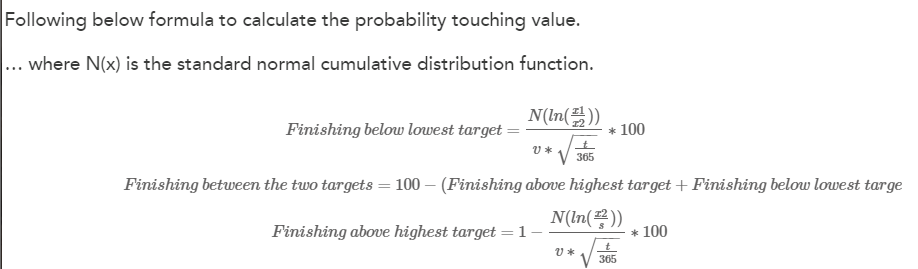 Following below formula to calculate the probability touching value.
… where N(x) is the standard normal cumulative distribution function.
Finishing below lowest target = \frac{N(ln(\frac{x1}{x2}))}{v * \sqrt{\frac{t}{365}}} * 100
Finishing between the two targets = 100 − (Finishing above highest target + Finishing below lowest targe
Finishing above highest target = 1 − \frac{N(ln(\frac{x2}{s}))}{v * \sqrt{\frac{t}{365}}} * 100